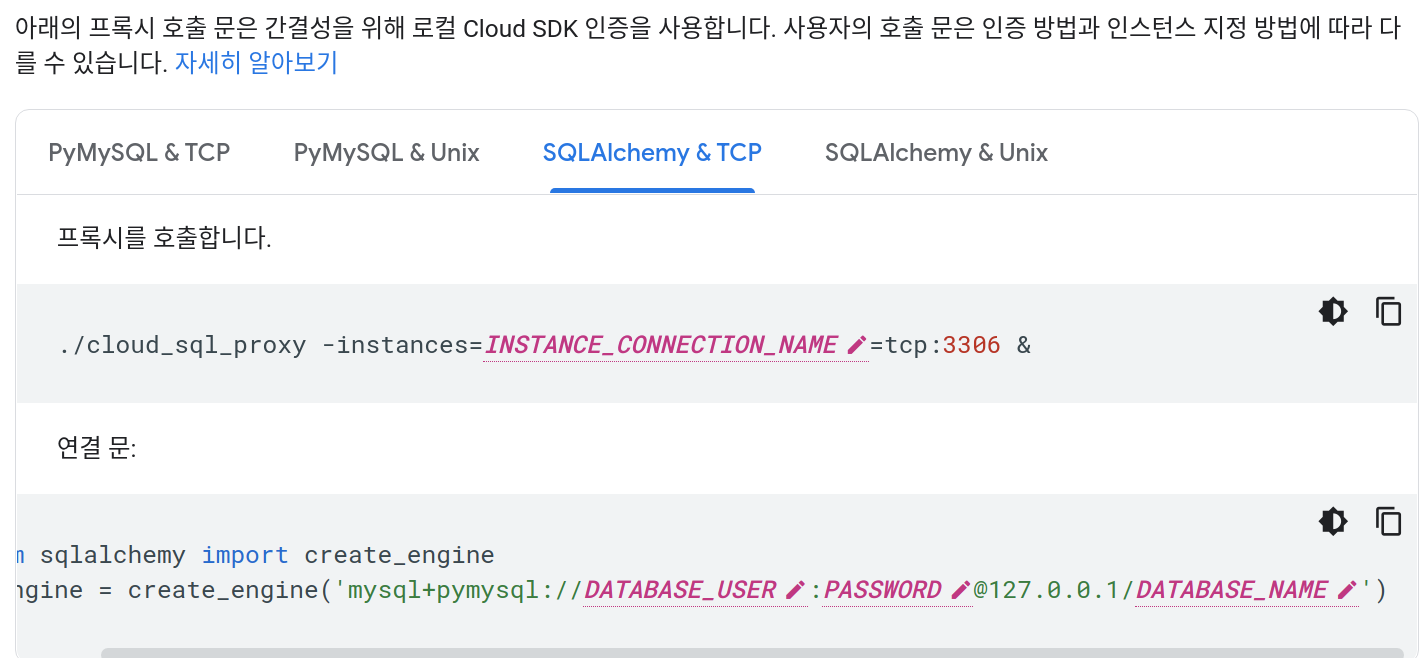 아래의 프록시 호출 문은 간결성을 위해 로컬 Cloud SDK 인증을 사용합니다. 사용자의 호출 문은 인증 방법과 인스턴스 지정 방법에 따라 다
를 수 있습니다. 자세히 알아보기
PyMySQL & TCP PyMySQL & Unix SQLAlchemy & TCP SQLAlchemy & Unix
프록시를 호출합니다.
./cloud_sql_proxy -instances=INSTANCE_CONNECTION_NAME=tcp:3306 &
연결 문:
m sqlalchemy import create_engine
ngine = create_engine('mysql+pymysql://DATABASE_USER:PASSWORD@127.0.0.1/DATABASE_NAME')